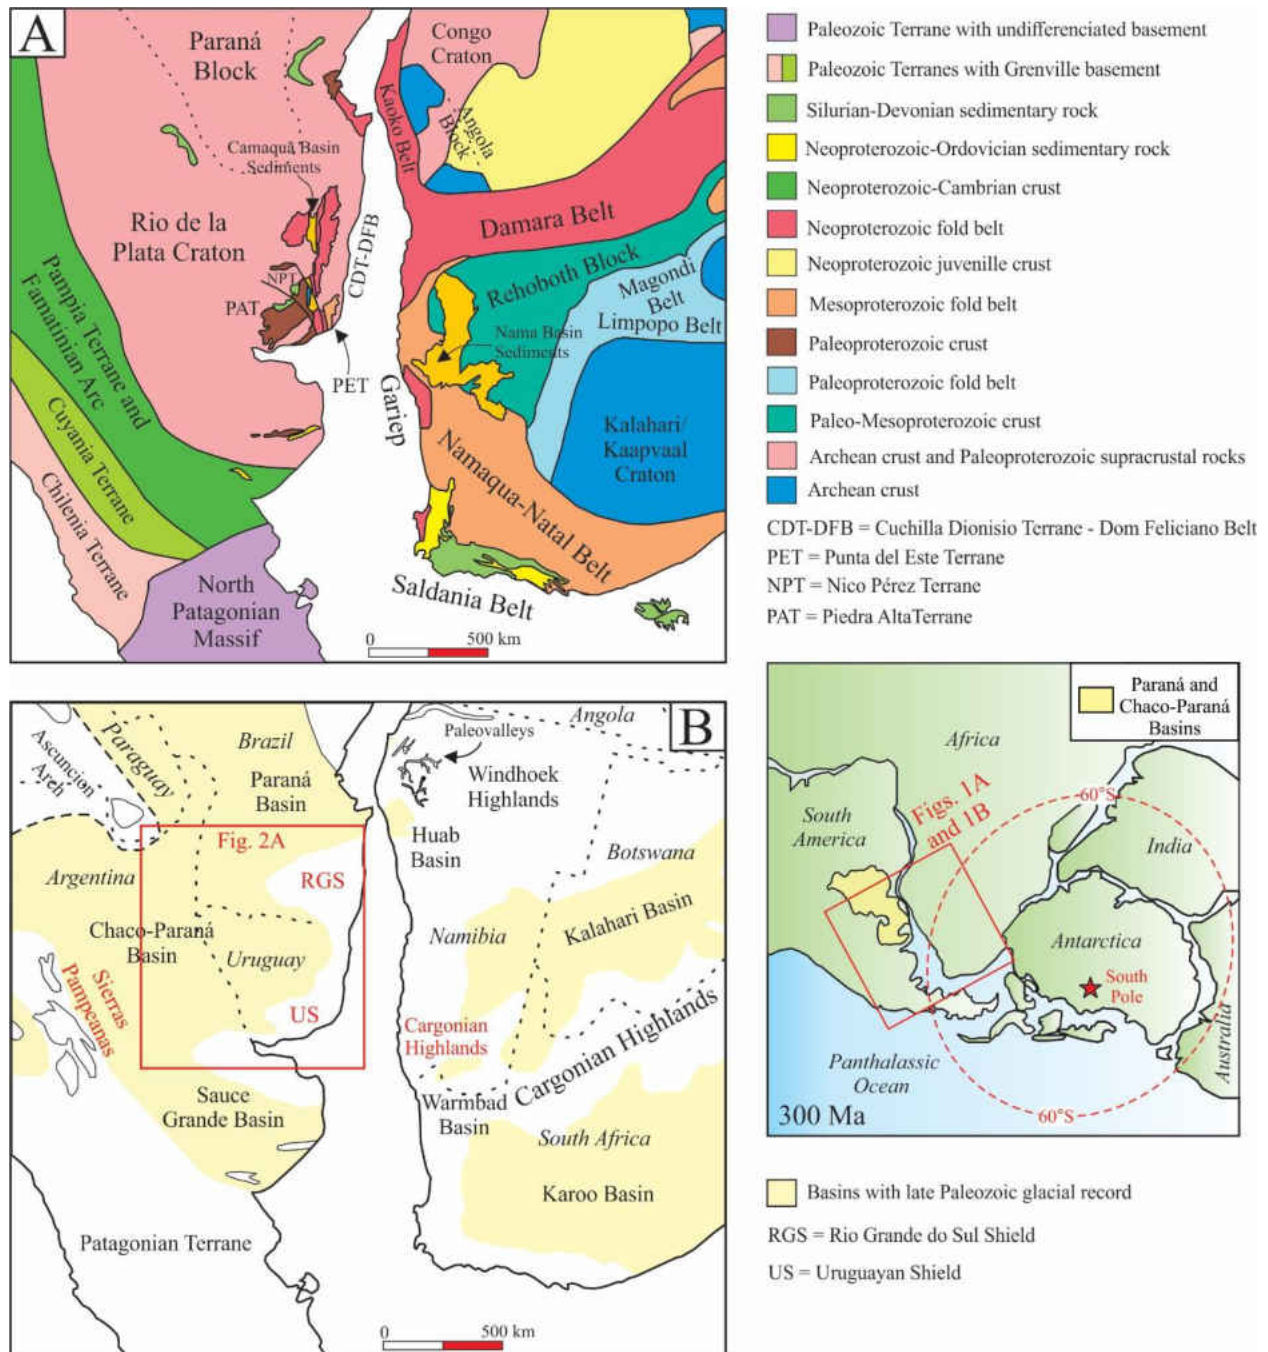 A
Paraná
Block
Congo
Craton
Kaoko Belt
Angola
Block
Camaquã Basin
Sediments
Rio de la
Plata Craton
CDT-DFB
Damara Belt
Pampia Terrane and
Famatinian Arc
NPT
PAT
PET
Rehoboth Block
Magondi
Belt
Limpopo Belt
Nama Basin
Sediments
Gariep
Kalahari/
Kaapvaal
Craton
Cuyania Terrane
Chilenia Terrane
Namaqua-Natal Belt
North
Patagonian
Massif
Saldania Belt
0
500 km
Paleozoic Terrane with undifferenciated basement
Paleozoic Terranes with Grenville basement
Silurian-Devonian sedimentary rock
Neoproterozoic-Ordovician sedimentary rock
Neoproterozoic-Cambrian crust
Neoproterozoic fold belt
Neoproterozoic juvenille crust
Mesoproterozoic fold belt
Paleoproterozoic crust
Paleoproterozoic fold belt
Paleo-Mesoproterozoic crust
Archean crust and Paleoproterozoic supracrustal rocks
Archean crust
CDT-DFB = Cuchilla Dionisio Terrane - Dom Feliciano Belt
PET = Punta del Este Terrane
NPT = Nico Pérez Terrane
PAT = Piedra AltaTerrane
B
Ascuncion
Arch
Paraguay
Brazil
Paraná
Basin
Angola
Paleovalleys
Windhoek
Highlands
Fig. 2A
Huab
Basin
Botswana
Argentina
RGS
Chaco-Paraná
Basin
Uruguay
Namibia
Kalahari Basin
Sierras
Pampeanas
US
Cargonian
Highlands
Cargonian Highlands
Sauce
Grande Basin
Warmbad
Basin
South Africa
Karoo Basin
Patagonian Terrane
0
500 km
Paraná and
Chaco-Paraná
Basins
Africa
South
America
Figs. 1A
and 1B
60°S
India
Antarctica
South
Pole
Australia
Panthalassic
Ocean
60°S
300 Ma
Basins with late Paleozoic glacial record
RGS = Rio Grande do Sul Shield
US = Uruguayan Shield